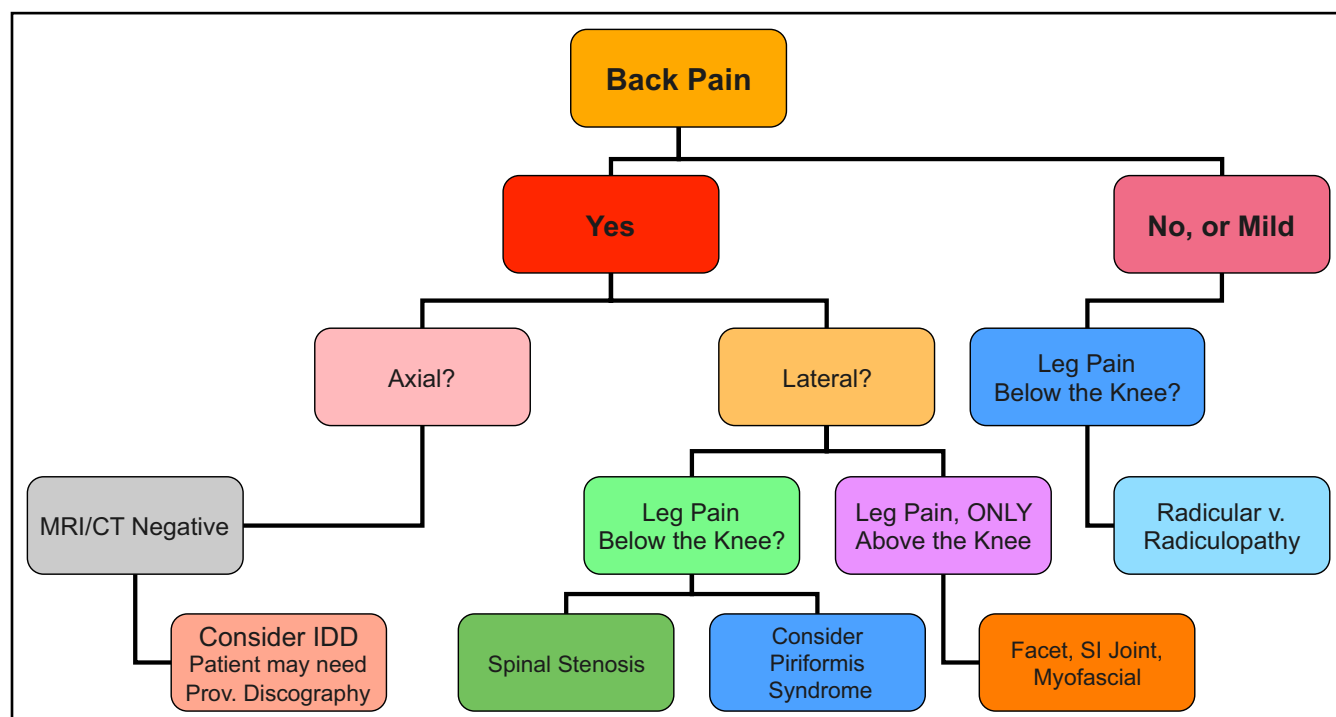 Back Pain
Yes
No, or Mild
Axial?
Lateral?
Leg Pain
Below the Knee?
MRI/CT Negative
Leg Pain
Below the Knee?
Leg Pain, ONLY
Above the Knee
Radicular v.
Radiculopathy
Consider IDD
Patient may need
Prov. Discography
Spinal Stenosis
Consider
Piriformis
Syndrome
Facet, SI Joint,
Myofascial